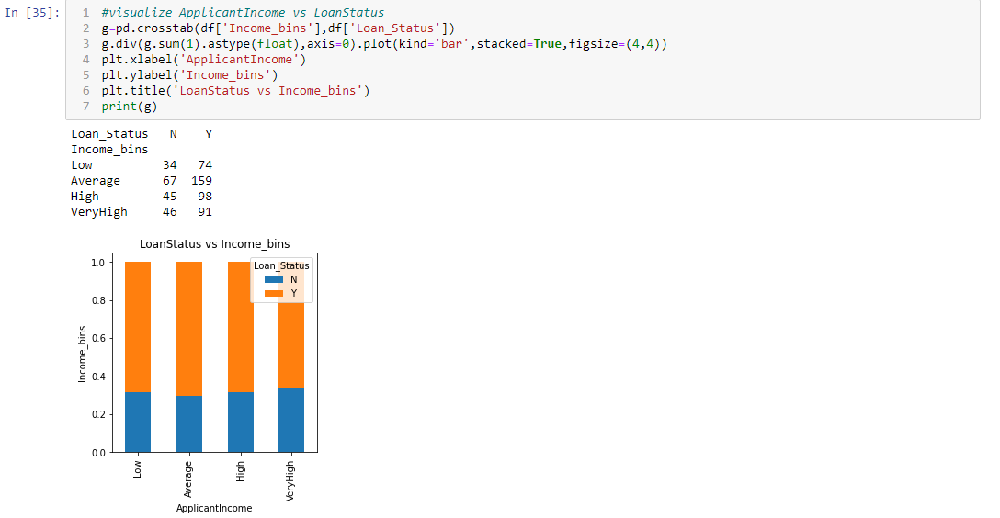 In [35]:
1 #visualize ApplicantIncome vs LoanStatus
2 g=pd.crosstab(df['Income_bins'],df['Loan_Status'])
3 g.div(g.sum(1).astype(float),axis=0).plot(kind='bar',stacked=True,figsize=(4,4))
4 plt.xlabel('ApplicantIncome')
5 plt.ylabel('Income_bins')
6 plt.title('LoanStatus vs Income_bins')
7 print(g)
Loan_Status N Y
Income_bins
Low 34 74
Average 67 159
High 45 98
VeryHigh 46 91
LoanStatus vs Income_bins
Loan_Status
N
Y
1.0
0.8
0.6
0.4
0.2
0.0
Income_bins
Low
Average
High
VeryHigh
ApplicantIncome